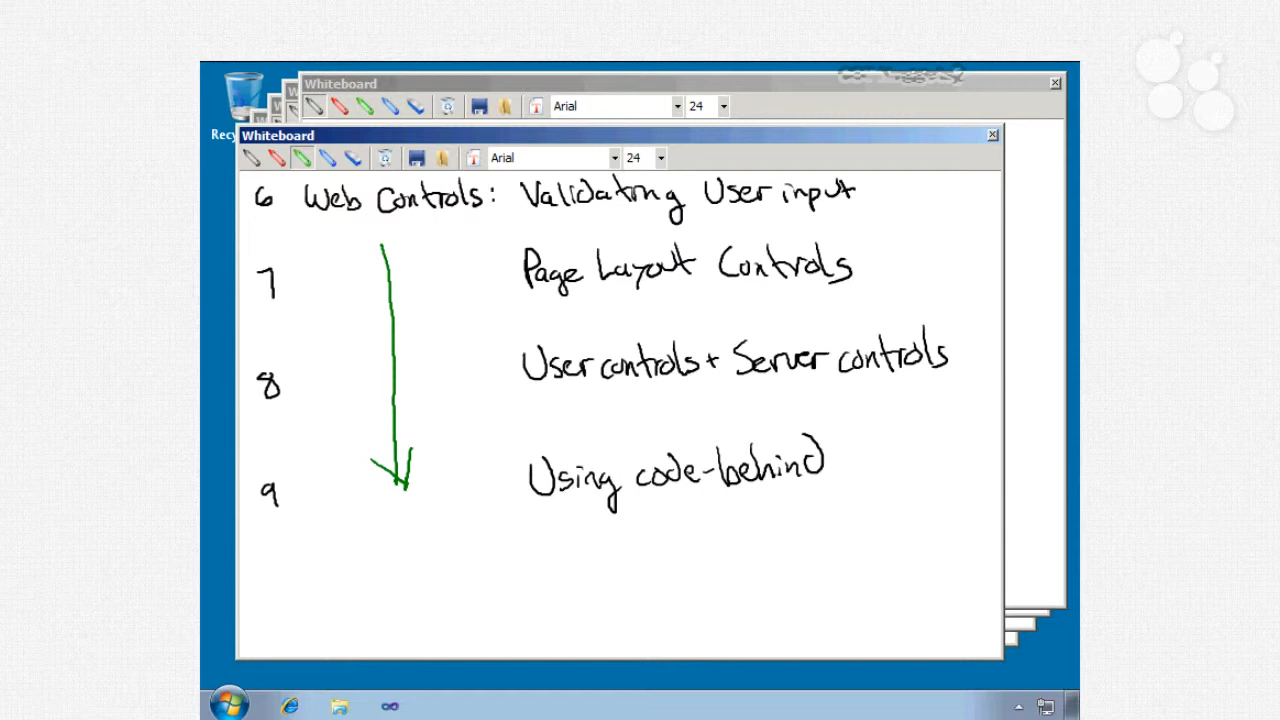 Whiteboard
Arial 24
Recy
Whiteboard
Arial 24
6 Web Controls: Validating User input
7 Page Layout Controls
8 User controls + Server controls
9 Using code-behind